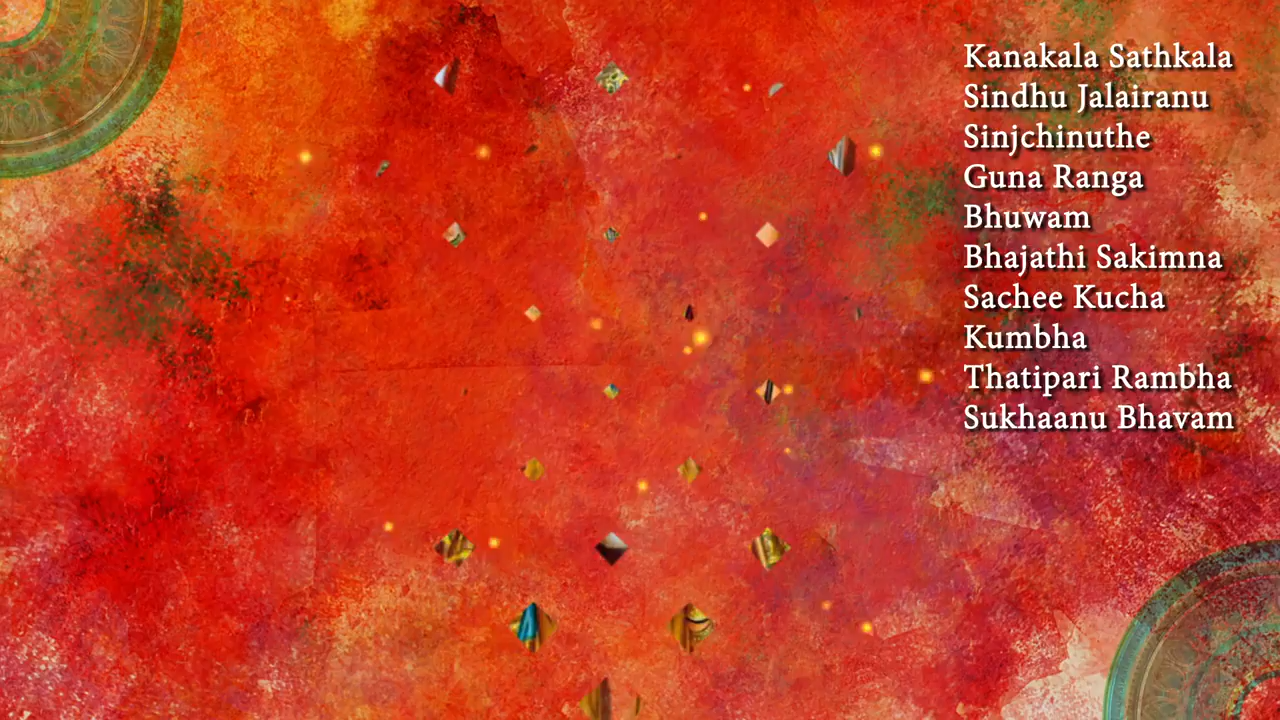 Kanakala Sathkala
Sindhu Jalairanu
Sinjchinuthe
Guna Ranga
Bhuwam
Bhajathi Sakimna
Sachee Kucha
Kumbha
Thatipari Rambha
Sukhaanu Bhavam